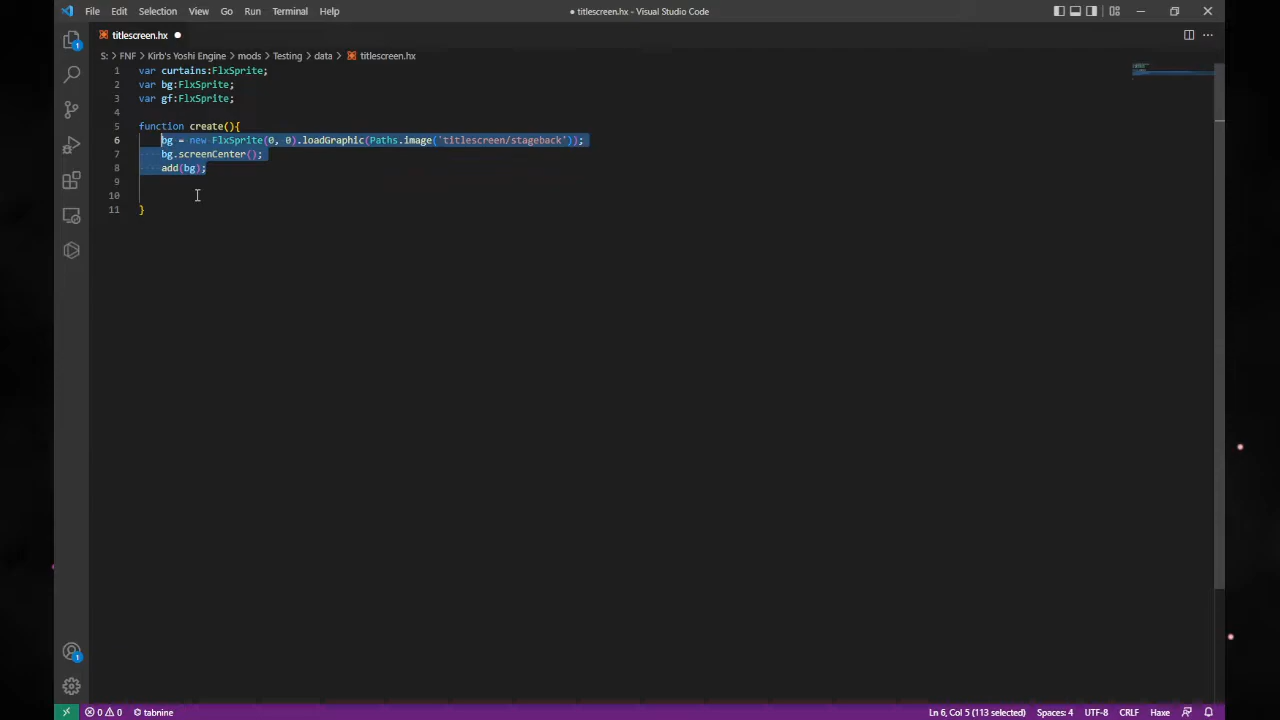 File Edit Selection View Go Run Terminal Help
● titlescreen.hx - Visual Studio Code
titlescreen.hx ●
S: > FNF > Kirb's Yoshi Engine > mods > Testing > data > titlescreen.hx
1 var curtains:FlxSprite;
2 var bg:FlxSprite;
3 var gf:FlxSprite;
4
5 function create(){
6 bg = new FlxSprite(0, 0).loadGraphic(Paths.image('titlescreen/stageback'));
7 bg.screenCenter();
8 add(bg);
9
10
11 }
1
1
0 0 tabnine Ln 6, Col 5 (113 selected) Spaces: 4 UTF-8 CRLF Haxe